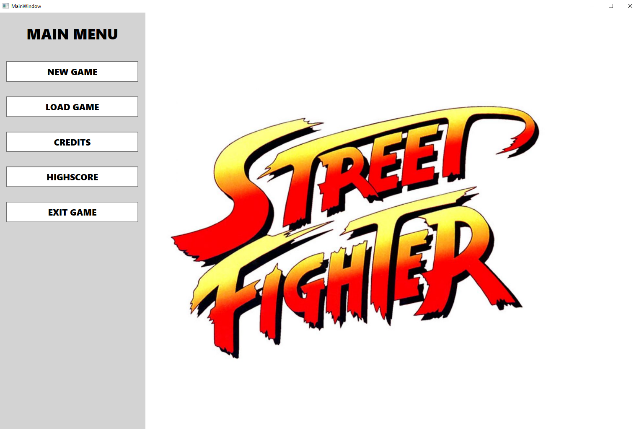 MainWindow
MAIN MENU
NEW GAME
LOAD GAME
CREDITS
HIGHSCORE
EXIT GAME
STREET
FIGHTER